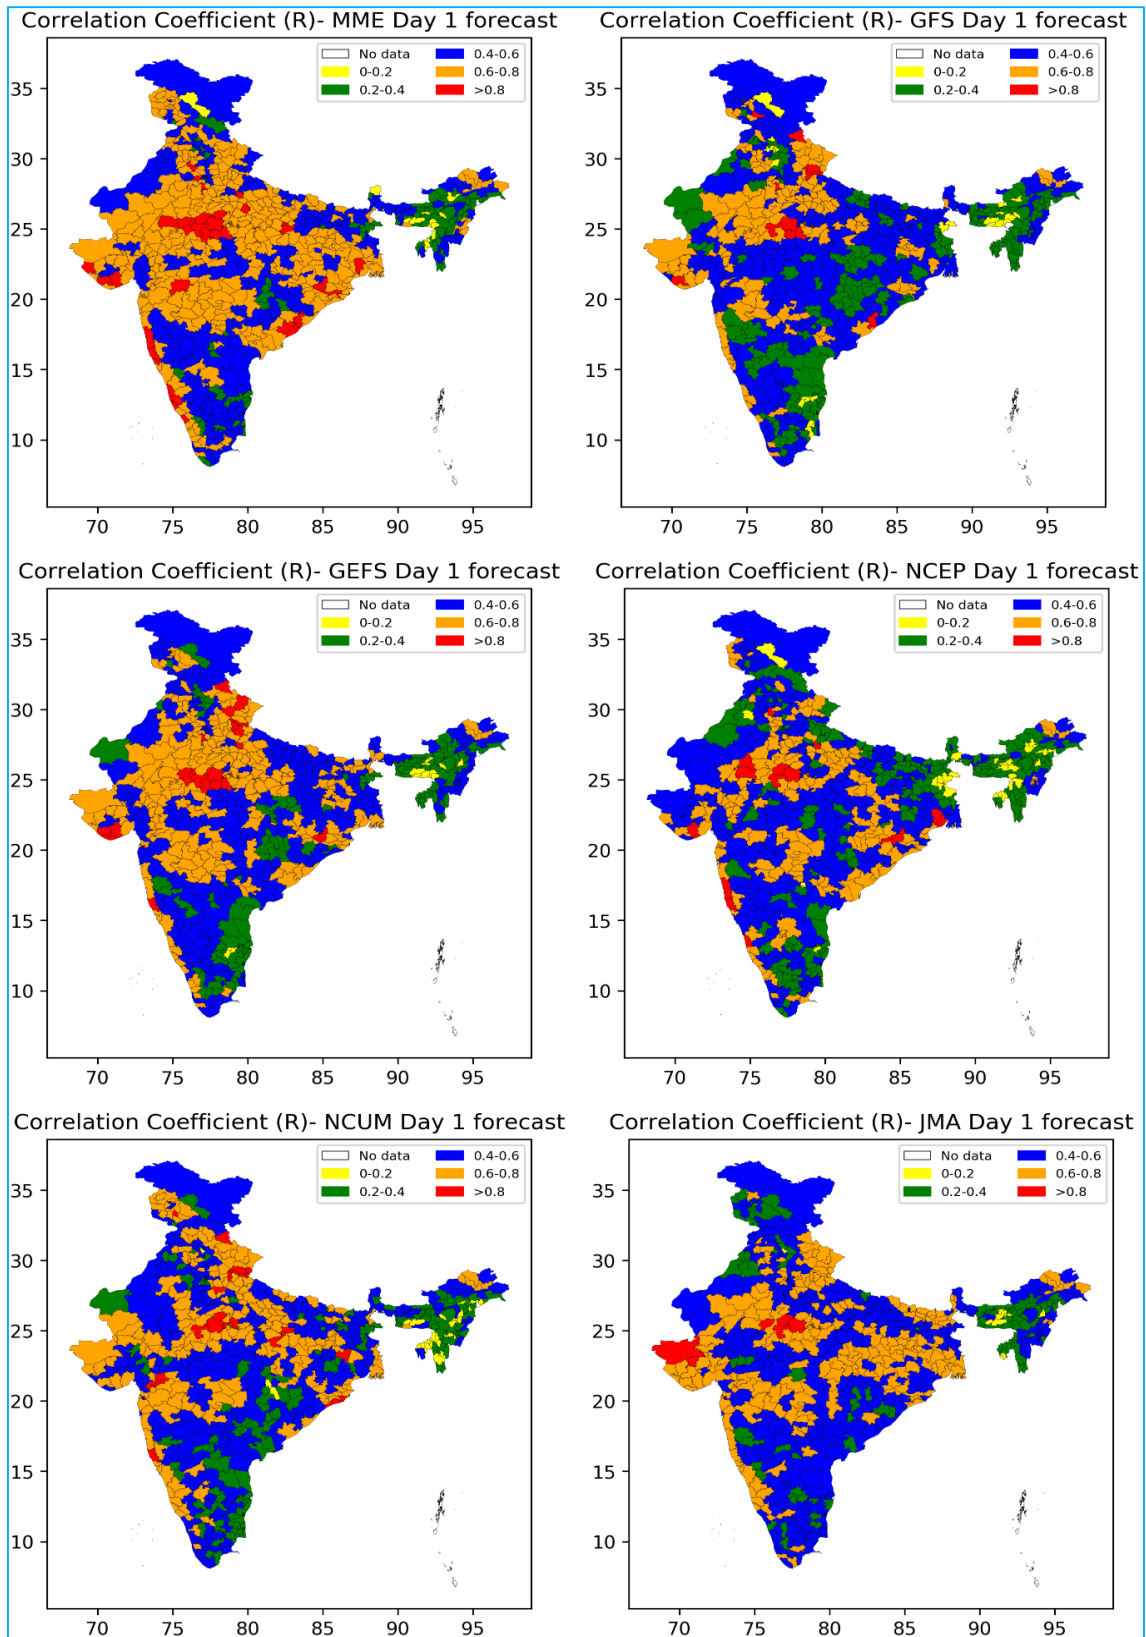 Correlation Coefficient (R)- MME Day 1 forecast
No data 0.4-0.6
0-0.2 0.6-0.8
0.2-0.4 >0.8
35
30
25
20
15
10
70 75 80 85 90 95
Correlation Coefficient (R)- GFS Day 1 forecast
No data 0.4-0.6
0-0.2 0.6-0.8
0.2-0.4 >0.8
35
30
25
20
15
10
70 75 80 85 90 95
Correlation Coefficient (R)- GEFS Day 1 forecast
No data 0.4-0.6
0-0.2 0.6-0.8
0.2-0.4 >0.8
35
30
25
20
15
10
70 75 80 85 90 95
Correlation Coefficient (R)- NCEP Day 1 forecast
No data 0.4-0.6
0-0.2 0.6-0.8
0.2-0.4 >0.8
35
30
25
20
15
10
70 75 80 85 90 95
Correlation Coefficient (R)- NCUM Day 1 forecast
No data 0.4-0.6
0-0.2 0.6-0.8
0.2-0.4 >0.8
35
30
25
20
15
10
70 75 80 85 90 95
Correlation Coefficient (R)- JMA Day 1 forecast
No data 0.4-0.6
0-0.2 0.6-0.8
0.2-0.4 >0.8
35
30
25
20
15
10
70 75 80 85 90 95